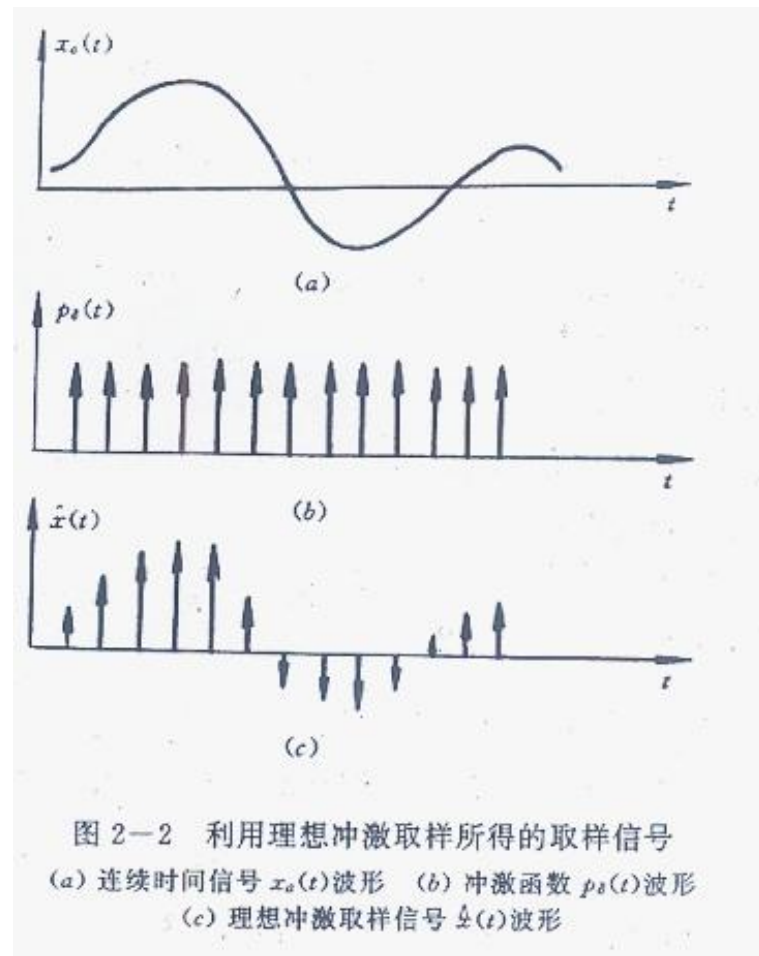 xₐ(t)
t
(a)
p_δ(t)
t
(b)
x̂(t)
t
(c)
图 2-2 利用理想冲激取样所得的取样信号
(a) 连续时间信号 xₐ(t)波形 (b) 冲激函数 p_δ(t)波形
(c) 理想冲激取样信号 x̂(t)波形